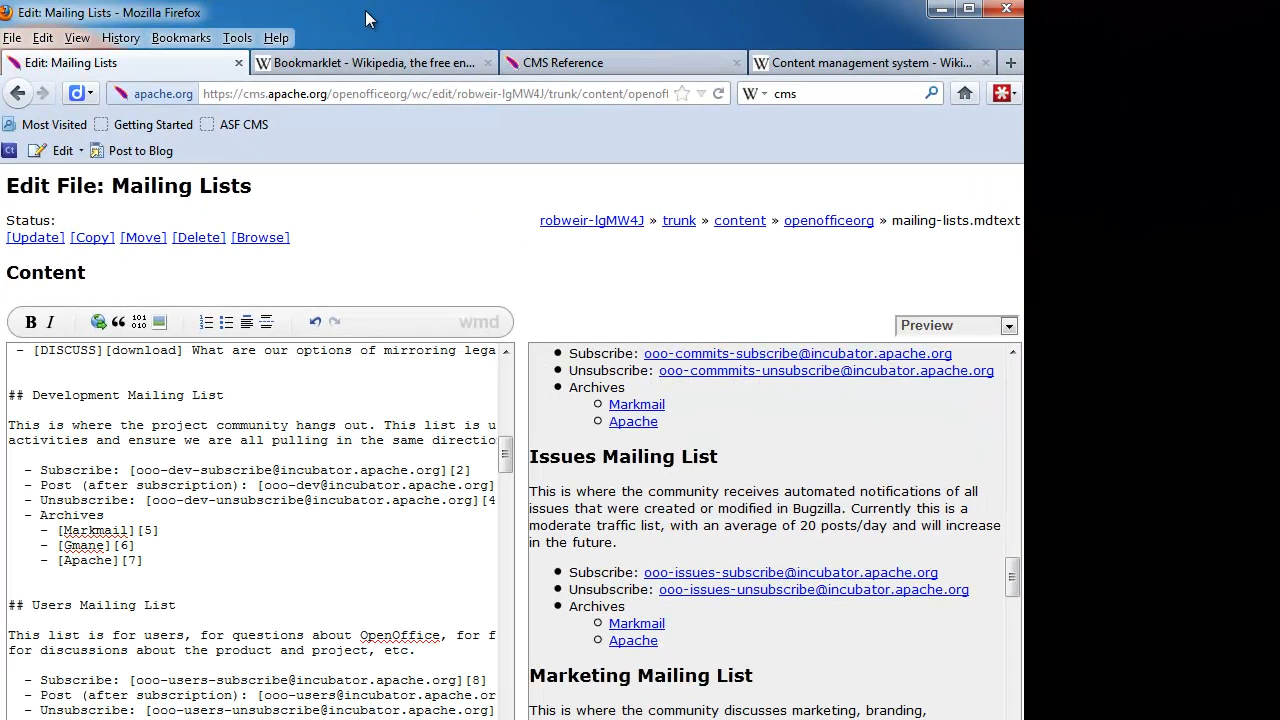 Edit: Mailing Lists - Mozilla Firefox
File Edit View History Bookmarks Tools Help
Edit: Mailing Lists × W Bookmarklet - Wikipedia, the free en... × CMS Reference × W Content management system - Wiki... × +
d apache.org https://cms.apache.org/openofficeorg/wc/edit/robweir-lgMW4J/trunk/content/openoff W cms
Most Visited Getting Started ASF CMS
Ct Edit Post to Blog
Edit File: Mailing Lists
Status: robweir-lgMW4J » trunk » content » openofficeorg » mailing-lists.mdtext
[Update] [Copy] [Move] [Delete] [Browse]
Content
B I 101 010 wmd
Preview
- [DISCUSS][download] What are our options of mirroring lega
## Development Mailing List
This is where the project community hangs out. This list is u
activities and ensure we are all pulling in the same directio
- Subscribe: [ooo-dev-subscribe@incubator.apache.org][2]
- Post (after subscription): [ooo-dev@incubator.apache.org]
- Unsubscribe: [ooo-dev-unsubscribe@incubator.apache.org][4
- Archives
- [Markmail][5]
- [Gmane][6]
- [Apache][7]
## Users Mailing List
This list is for users, for questions about OpenOffice, for f
for discussions about the product and project, etc.
- Subscribe: [ooo-users-subscribe@incubator.apache.org][8]
- Post (after subscription): [ooo-users@incubator.apache.or
- Unsubscribe: [ooo-users-unsubscribe@incubator.apache.org]
• Subscribe: ooo-commits-subscribe@incubator.apache.org
• Unsubscribe: ooo-commmits-unsubscribe@incubator.apache.org
• Archives
○ Markmail
○ Apache
Issues Mailing List
This is where the community receives automated notifications of all
issues that were created or modified in Bugzilla. Currently this is a
moderate traffic list, with an average of 20 posts/day and will increase
in the future.
• Subscribe: ooo-issues-subscribe@incubator.apache.org
• Unsubscribe: ooo-issues-unsubscribe@incubator.apache.org
• Archives
○ Markmail
○ Apache
Marketing Mailing List
This is where the community discusses marketing, branding,